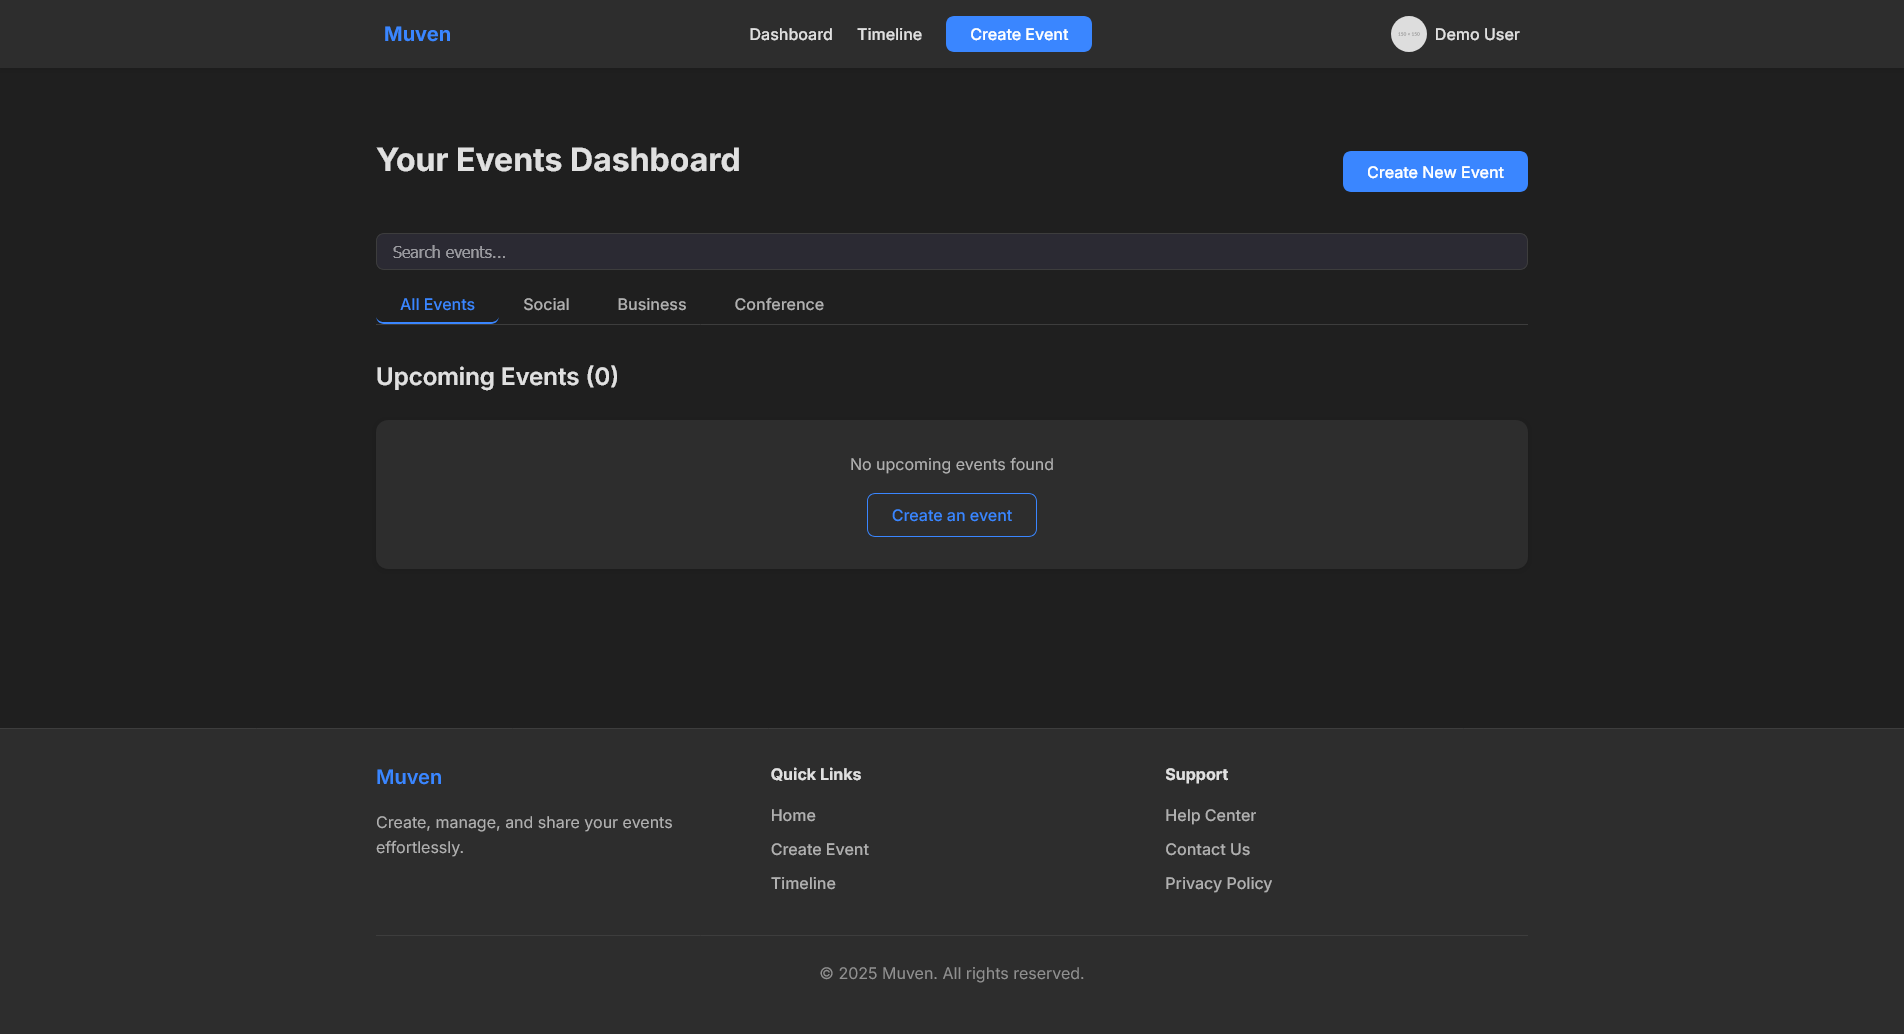 Muven
Dashboard
Timeline
Create Event
Demo User
Your Events Dashboard
Create New Event
Search events...
All Events
Social
Business
Conference
Upcoming Events (0)
No upcoming events found
Create an event
Muven
Create, manage, and share your events
effortlessly.
Quick Links
Home
Create Event
Timeline
Support
Help Center
Contact Us
Privacy Policy
© 2025 Muven. All rights reserved.